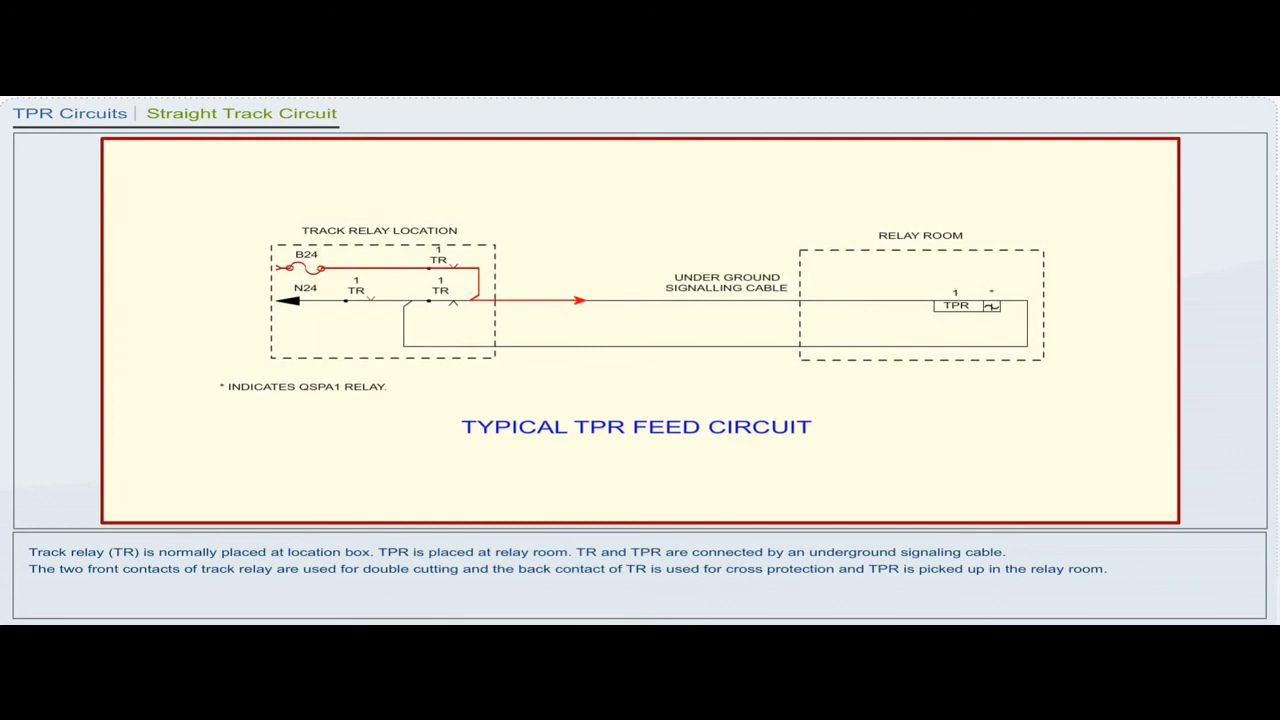 TPR Circuits | Straight Track Circuit
TRACK RELAY LOCATION
RELAY ROOM
B24
1
TR
N24
1
TR
1
TR
UNDER GROUND
SIGNALLING CABLE
1
*
TPR
* INDICATES QSPA1 RELAY.
TYPICAL TPR FEED CIRCUIT
Track relay (TR) is normally placed at location box. TPR is placed at relay room. TR and TPR are connected by an underground signaling cable.
The two front contacts of track relay are used for double cutting and the back contact of TR is used for cross protection and TPR is picked up in the relay room.